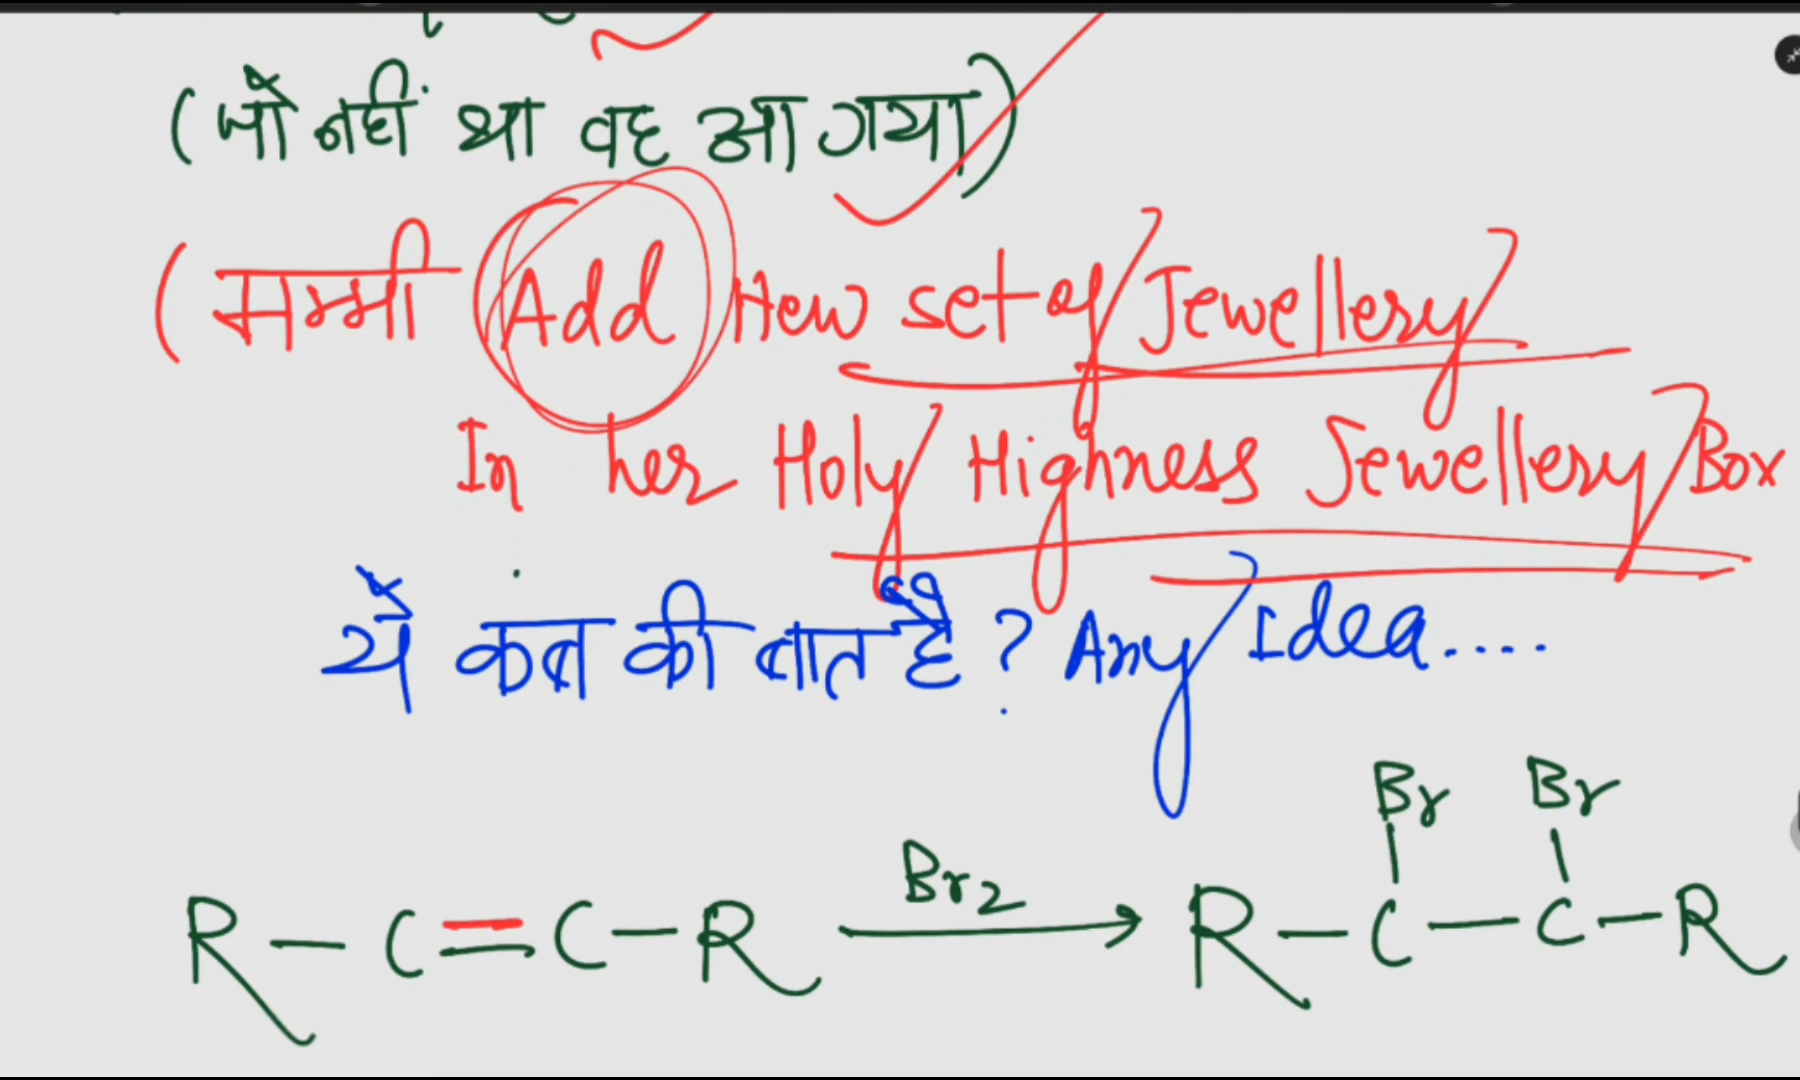 (जो नहीं था वह आ गया)
(मम्मी Add New set of Jewellery
In her Holy Highness Jewellery Box
ये कब की बात है ? Any Idea.....
Br Br
R - C = C - R Br2 → R - C - C - R